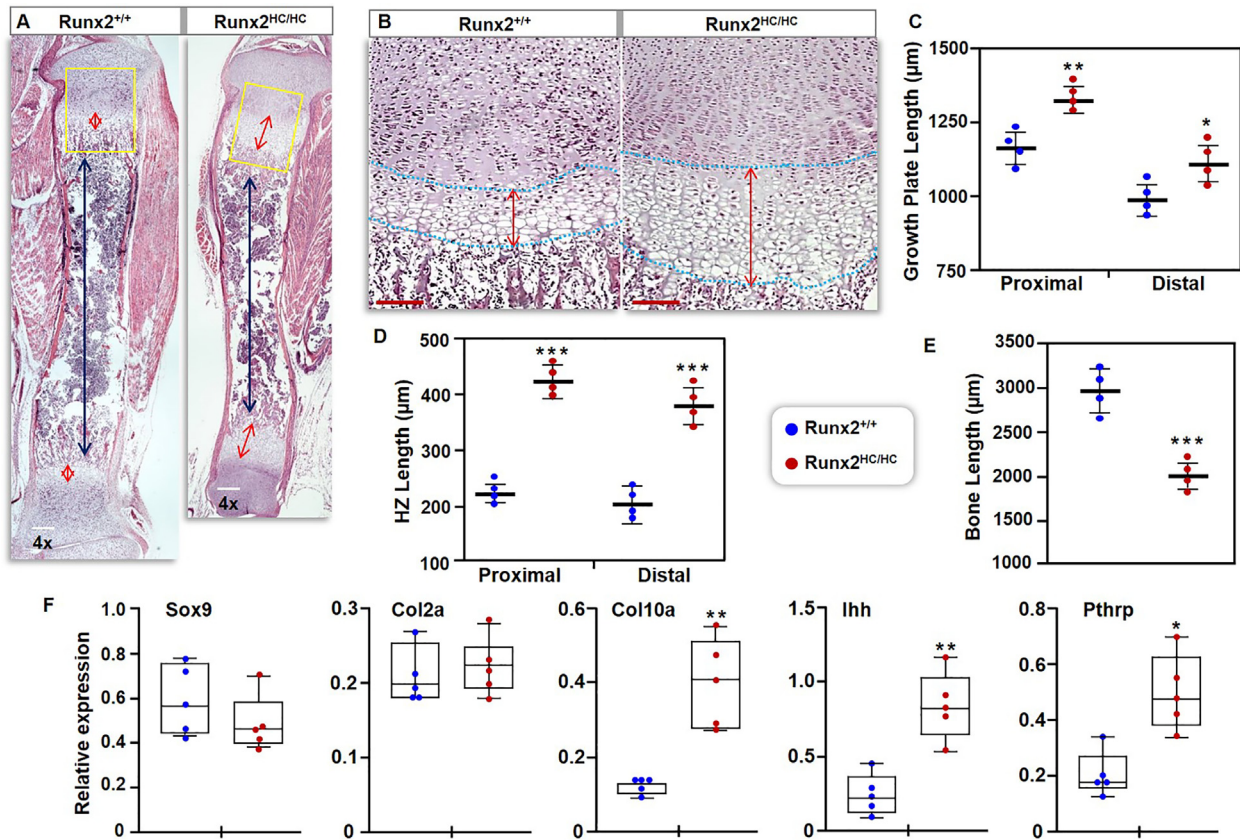 A Runx2+/+ Runx2HC/HC
4x
4x
B Runx2+/+ Runx2HC/HC
C
Growth Plate Length (µm)
1500
1250
1000
750
**
*
Proximal Distal
D
HZ Length (µm)
500
400
300
200
100
***
***
Proximal Distal
Runx2+/+
Runx2HC/HC
E
Bone Length (µm)
3000
3500
2000
1500
1000
***
F
Relative expression
Sox9
1.0
0.8
0.6
0.4
0.2
0
Col2a
0.3
0.2
0.1
0
Col10a
0.6
0.4
0.2
0
**
Ihh
1.5
1.0
0.5
0
**
Pthrp
0.8
0.6
0.4
0.2
0
*